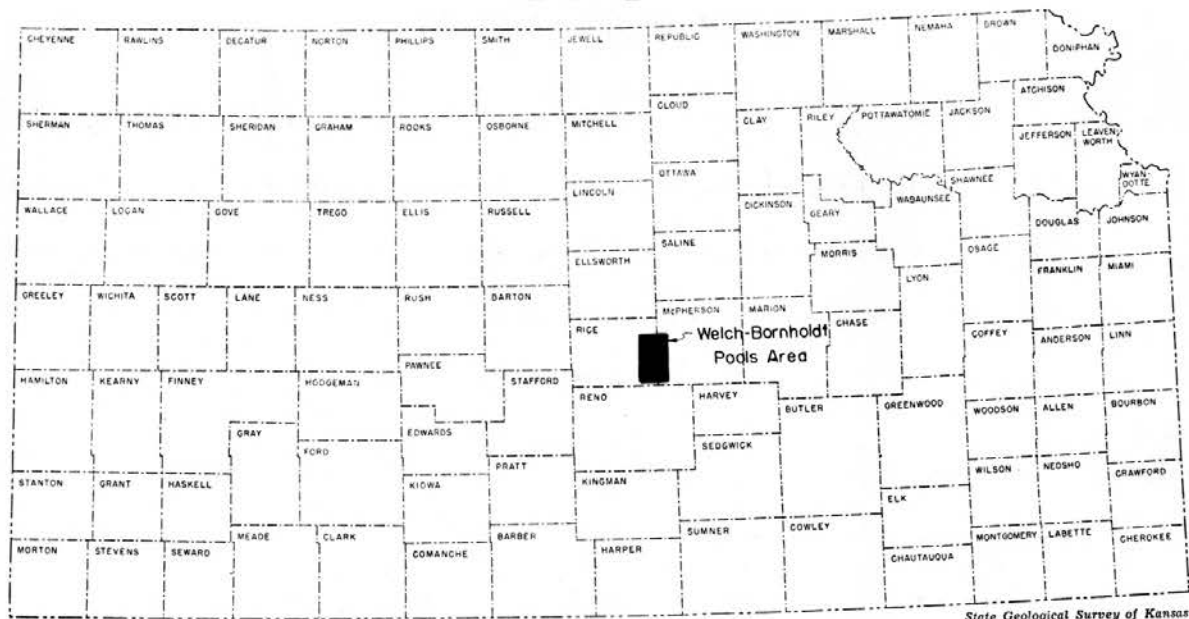 CHEYENNE
RAWLINS
DECATUR
NORTON
PHILLIPS
SMITH
JEWELL
REPUBLIC
WASHINGTON
MARSHALL
NEMAHA
BROWN
DONIPHAN
SHERMAN
THOMAS
SHERIDAN
GRAHAM
ROOKS
OSBORNE
MITCHELL
CLOUD
CLAY
RILEY
POTTAWATOMIE
JACKSON
ATCHISON
JEFFERSON
LEAVEN
WORTH
WYAN-
DOTTE
WALLACE
LOGAN
GOVE
TREGO
ELLIS
RUSSELL
LINCOLN
OTTAWA
DICKINSON
GEARY
WABAUNSEE
SHAWNEE
DOUGLAS
JOHNSON
ELLSWORTH
SALINE
MORRIS
LYON
OSAGE
FRANKLIN
MIAMI
GREELEY
WICHITA
SCOTT
LANE
NESS
RUSH
BARTON
RICE
McPHERSON
MARION
CHASE
COFFEY
ANDERSON
LINN
Welch-Bornholdt
Pools Area
HAMILTON
KEARNY
FINNEY
HODGEMAN
PAWNEE
STAFFORD
RENO
HARVEY
BUTLER
GREENWOOD
WOODSON
ALLEN
BOURBON
GRAY
FORD
EDWARDS
PRATT
KINGMAN
SEDGWICK
ELK
WILSON
NEOSHO
CRAWFORD
STANTON
GRANT
HASKELL
KIOWA
MORTON
STEVENS
SEWARD
MEADE
CLARK
COMANCHE
BARBER
HARPER
SUMNER
COWLEY
CHAUTAUQUA
MONTGOMERY
LABETTE
CHEROKEE
State Geological Survey of Kansas